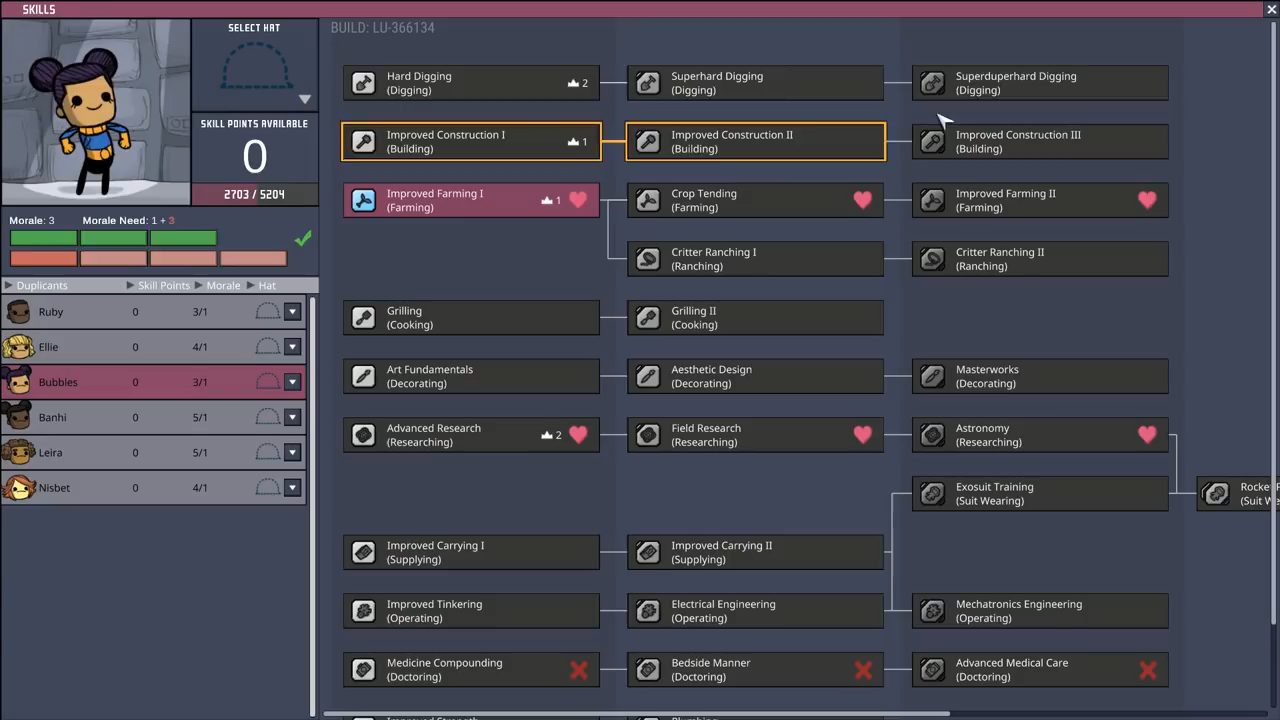 SKILLS
BUILD: LU-366134
SELECT HAT
SKILL POINTS AVAILABLE
0
2703 / 5204
Morale: 3
Morale Need: 1 + 3
Duplicants
Skill Points
Morale
Hat
Ruby 0 3/1
Ellie 0 4/1
Bubbles 0 3/1
Banhi 0 5/1
Leira 0 5/1
Nisbet 0 4/1
Hard Digging
(Digging)
2
Superhard Digging
(Digging)
Superduperhard Digging
(Digging)
Improved Construction I
(Building)
1
Improved Construction II
(Building)
Improved Construction III
(Building)
Improved Farming I
(Farming)
1
Crop Tending
(Farming)
Improved Farming II
(Farming)
Critter Ranching I
(Ranching)
Critter Ranching II
(Ranching)
Grilling
(Cooking)
Grilling II
(Cooking)
Art Fundamentals
(Decorating)
Aesthetic Design
(Decorating)
Masterworks
(Decorating)
Advanced Research
(Researching)
2
Field Research
(Researching)
Astronomy
(Researching)
Exosuit Training
(Suit Wearing)
Rocket
(Suit We
Improved Carrying I
(Supplying)
Improved Carrying II
(Supplying)
Improved Tinkering
(Operating)
Electrical Engineering
(Operating)
Mechatronics Engineering
(Operating)
Medicine Compounding
(Doctoring)
Bedside Manner
(Doctoring)
Advanced Medical Care
(Doctoring)
Improved Strength
Plumbing